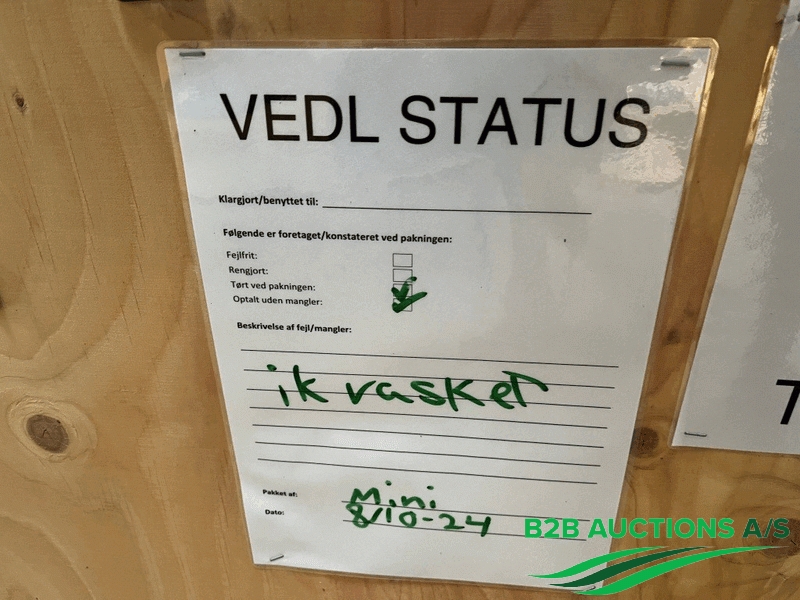 VEDL STATUS
Klargjort/benyttet til:
Følgende er foretaget/konstateret ved pakningen:
Fejlfrit:
Rengjort:
Tørt ved pakningen:
Optalt uden mangler:
Beskrivelse af fejl/mangler:
ik vasket
Pakket af: Mini
Dato: 8/10-24
T
B2B AUCTIONS A/S